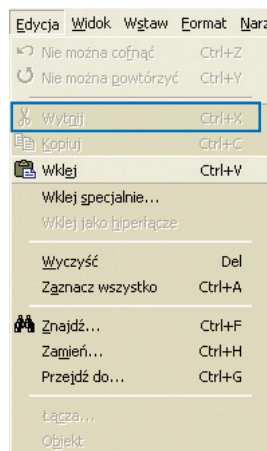 Edycja Widok Wstaw Format Narz
Nie można cofnąć Ctrl+Z
Nie można powtórzyć Ctrl+Y
Wytnij Ctrl+X
Kopiuj Ctrl+C
Wklej Ctrl+V
Wklej specjalnie...
Wklej jako hiperłącze
Wyczyść Del
Zaznacz wszystko Ctrl+A
Znajdź... Ctrl+F
Zamień... Ctrl+H
Przejdź do... Ctrl+G
Łącza...
Obiekt